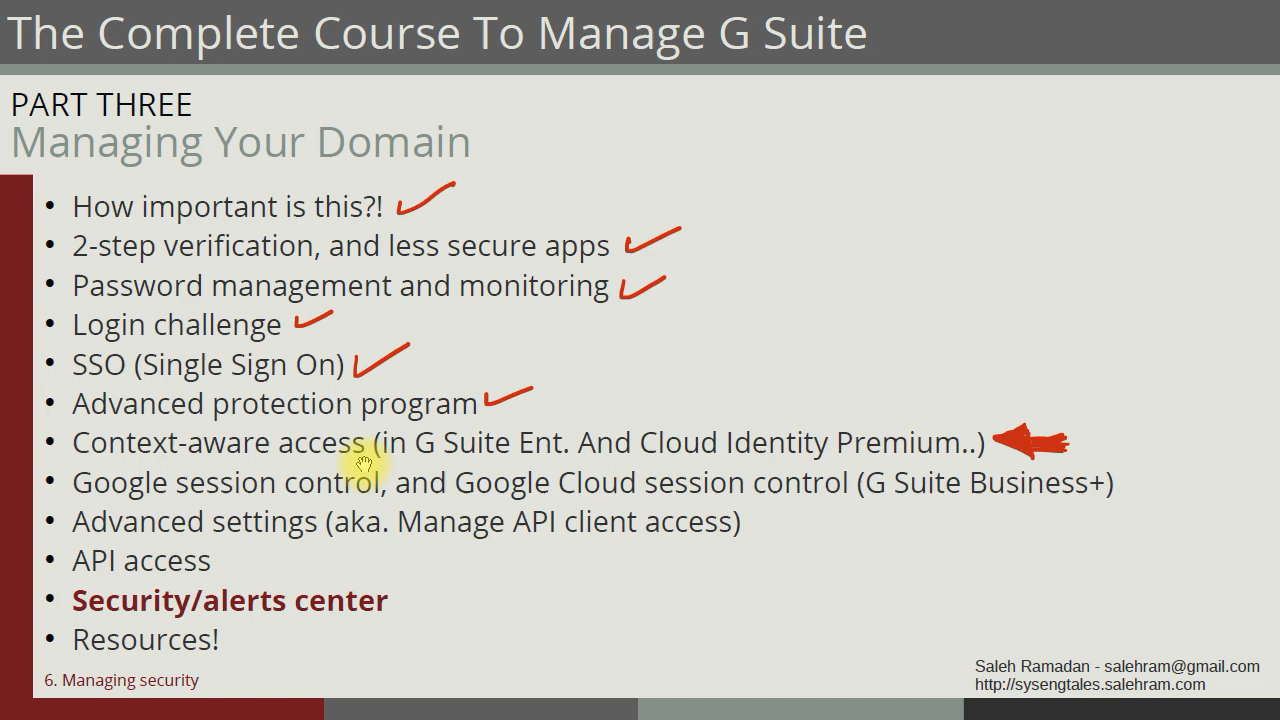 The Complete Course To Manage G Suite
PART THREE
Managing Your Domain
• How important is this?!
• 2-step verification, and less secure apps
• Password management and monitoring
• Login challenge
• SSO (Single Sign On)
• Advanced protection program
• Context-aware access (in G Suite Ent. And Cloud Identity Premium..)
• Google session control, and Google Cloud session control (G Suite Business+)
• Advanced settings (aka. Manage API client access)
• API access
• Security/alerts center
• Resources!
6. Managing security
Saleh Ramadan - salehram@gmail.com
http://sysengtales.salehram.com